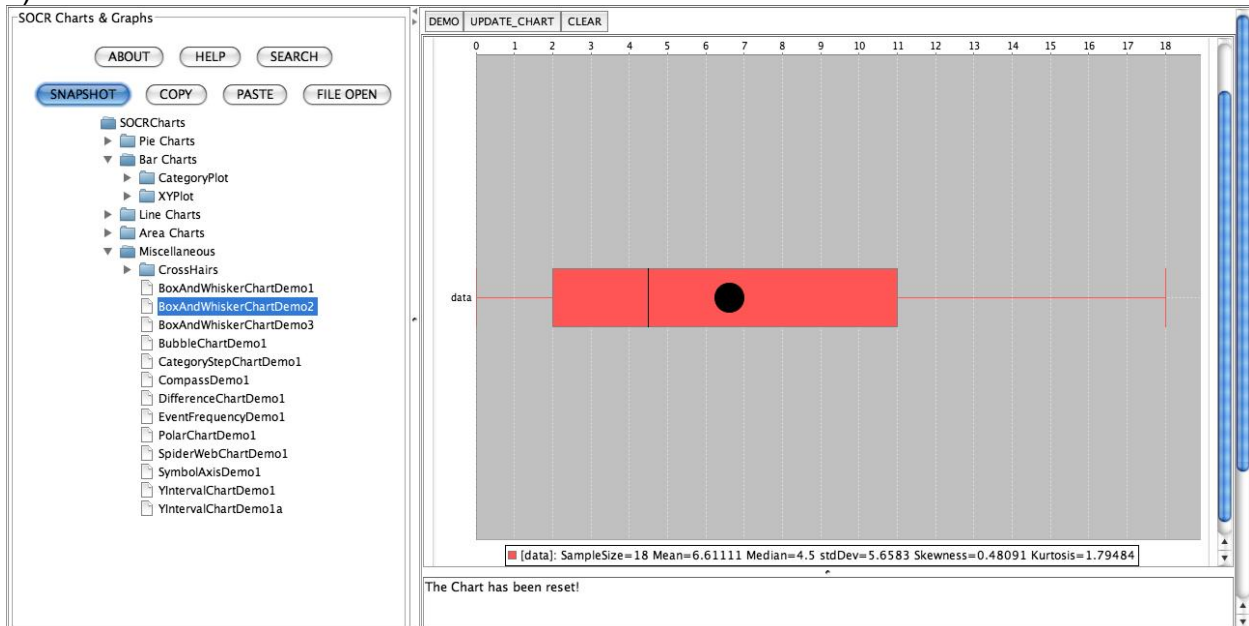 SOCR Charts & Graphs
ABOUT HELP SEARCH
SNAPSHOT COPY PASTE FILE OPEN
SOCRCharts
Pie Charts
Bar Charts
CategoryPlot
XYPlot
Line Charts
Area Charts
Miscellaneous
CrossHairs
BoxAndWhiskerChartDemo1
BoxAndWhiskerChartDemo2
BoxAndWhiskerChartDemo3
BubbleChartDemo1
CategoryStepChartDemo1
CompassDemo1
DifferenceChartDemo1
EventFrequencyDemo1
PolarChartDemo1
SpiderWebChartDemo1
SymbolAxisDemo1
YIntervalChartDemo1
YIntervalChartDemo1a
DEMO UPDATE_CHART CLEAR
0 1 2 3 4 5 6 7 8 9 10 11 12 13 14 15 16 17 18
data
[data]: SampleSize=18 Mean=6.61111 Median=4.5 stdDev=5.6583 Skewness=0.48091 Kurtosis=1.79484
The Chart has been reset!